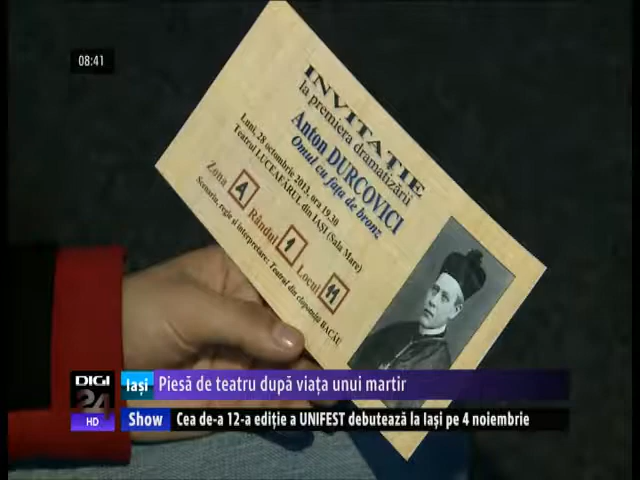 08:41
INVITAȚIE
la premiera dramatizării
Anton DURCOVICI
Omul cu fața de bronz
Luni, 28 octombrie 2013, ora 19.30
Teatrul LUCEAFĂRUL din IAȘI (Sala Mare)
Zona A Rândul 1 Locul 11
Scenariu, regie și interpretare: Teatrul din BACĂU
DIGI 24 HD
Iași Piesă de teatru după viața unui martir
Show Cea de-a 12-a ediție a UNIFEST debutează la Iași pe 4 noiembrie